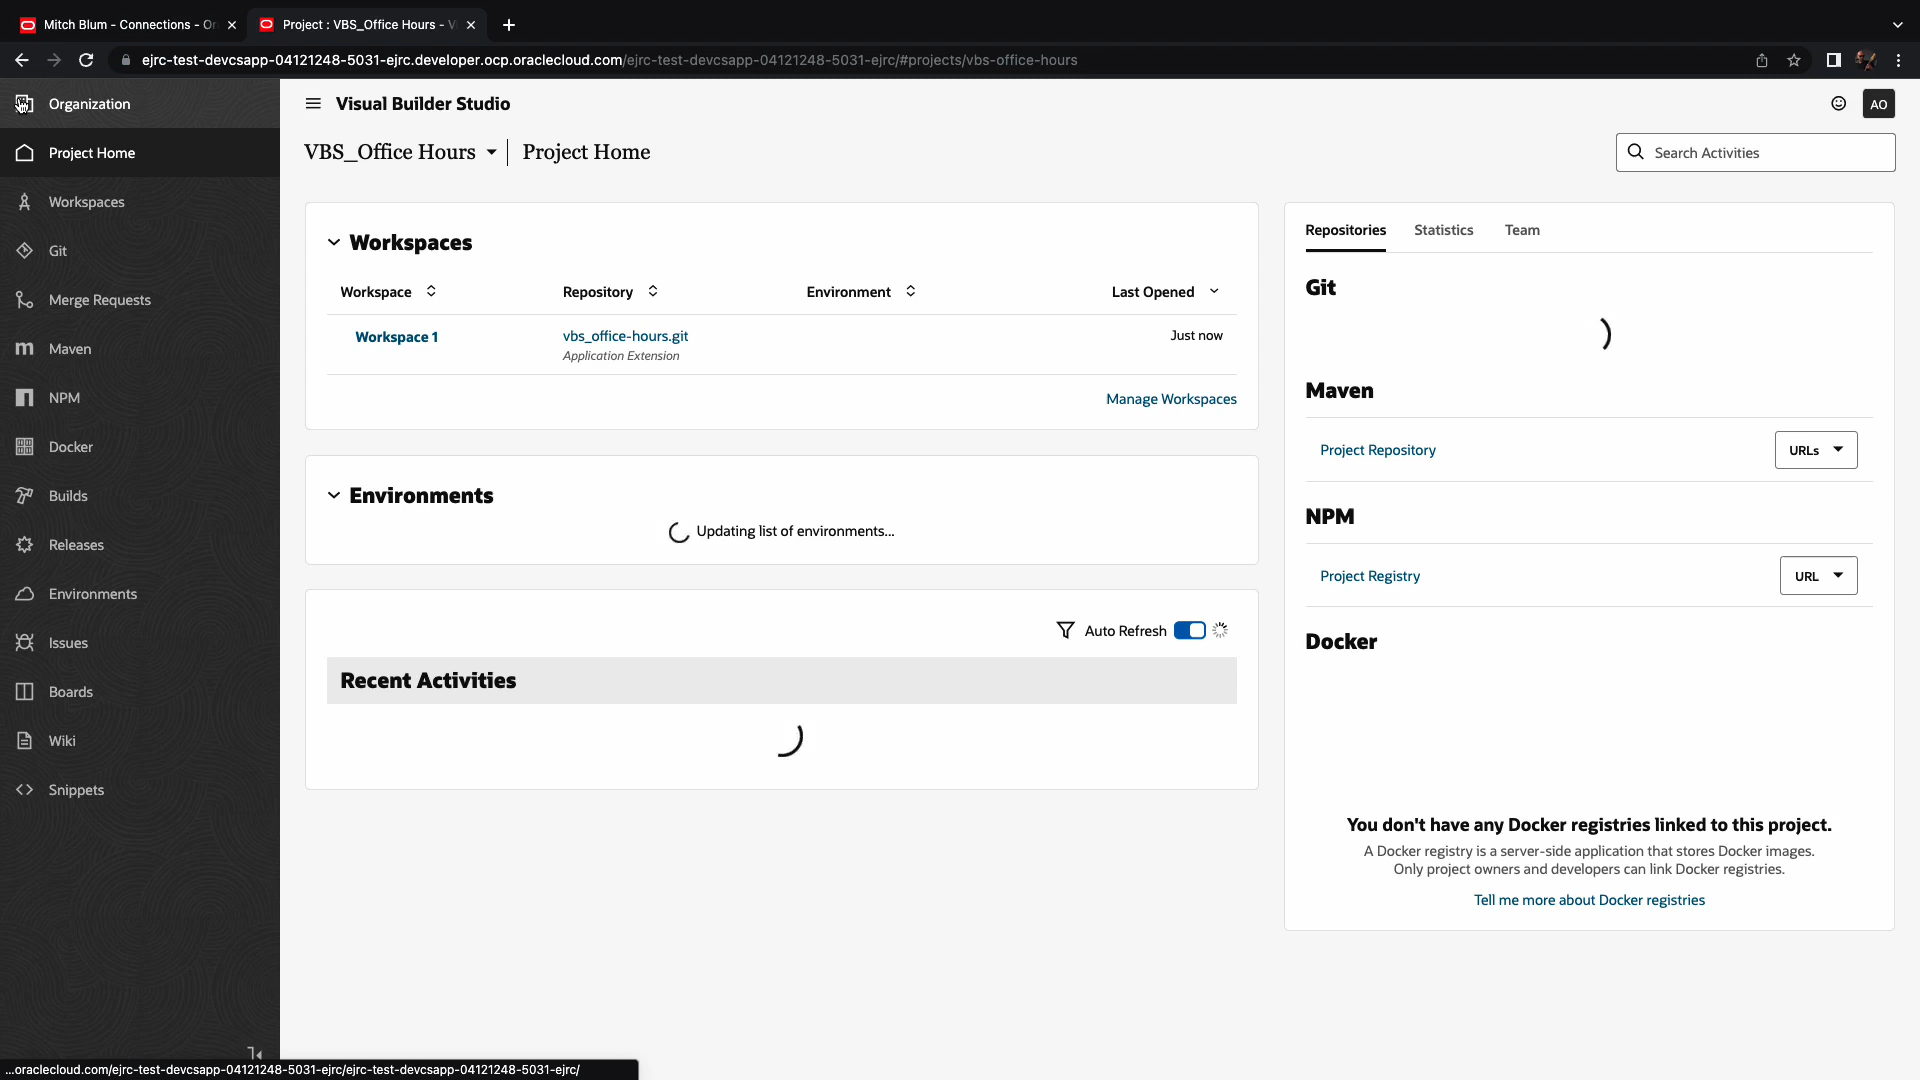 Mitch Blum - Connections - Or
Project : VBS_Office Hours - V
ejrc-test-devcsapp-04121248-5031-ejrc.developer.ocp.oraclecloud.com/ejrc-test-devcsapp-04121248-5031-ejrc/#projects/vbs-office-hours
Organization
Project Home
Workspaces
Git
Merge Requests
Maven
NPM
Docker
Builds
Releases
Environments
Issues
Boards
Wiki
Snippets
Visual Builder Studio
AO
VBS_Office Hours
Project Home
Search Activities
Workspaces
Workspace
Repository
Environment
Last Opened
Workspace 1
vbs_office-hours.git
Just now
Application Extension
Manage Workspaces
Environments
Updating list of environments...
Auto Refresh
Recent Activities
Repositories
Statistics
Team
Git
Maven
Project Repository
URLs
NPM
Project Registry
URL
Docker
You don't have any Docker registries linked to this project.
A Docker registry is a server-side application that stores Docker images.
Only project owners and developers can link Docker registries.
Tell me more about Docker registries
...oraclecloud.com/ejrc-test-devcsapp-04121248-5031-ejrc/ejrc-test-devcsapp-04121248-5031-ejrc/